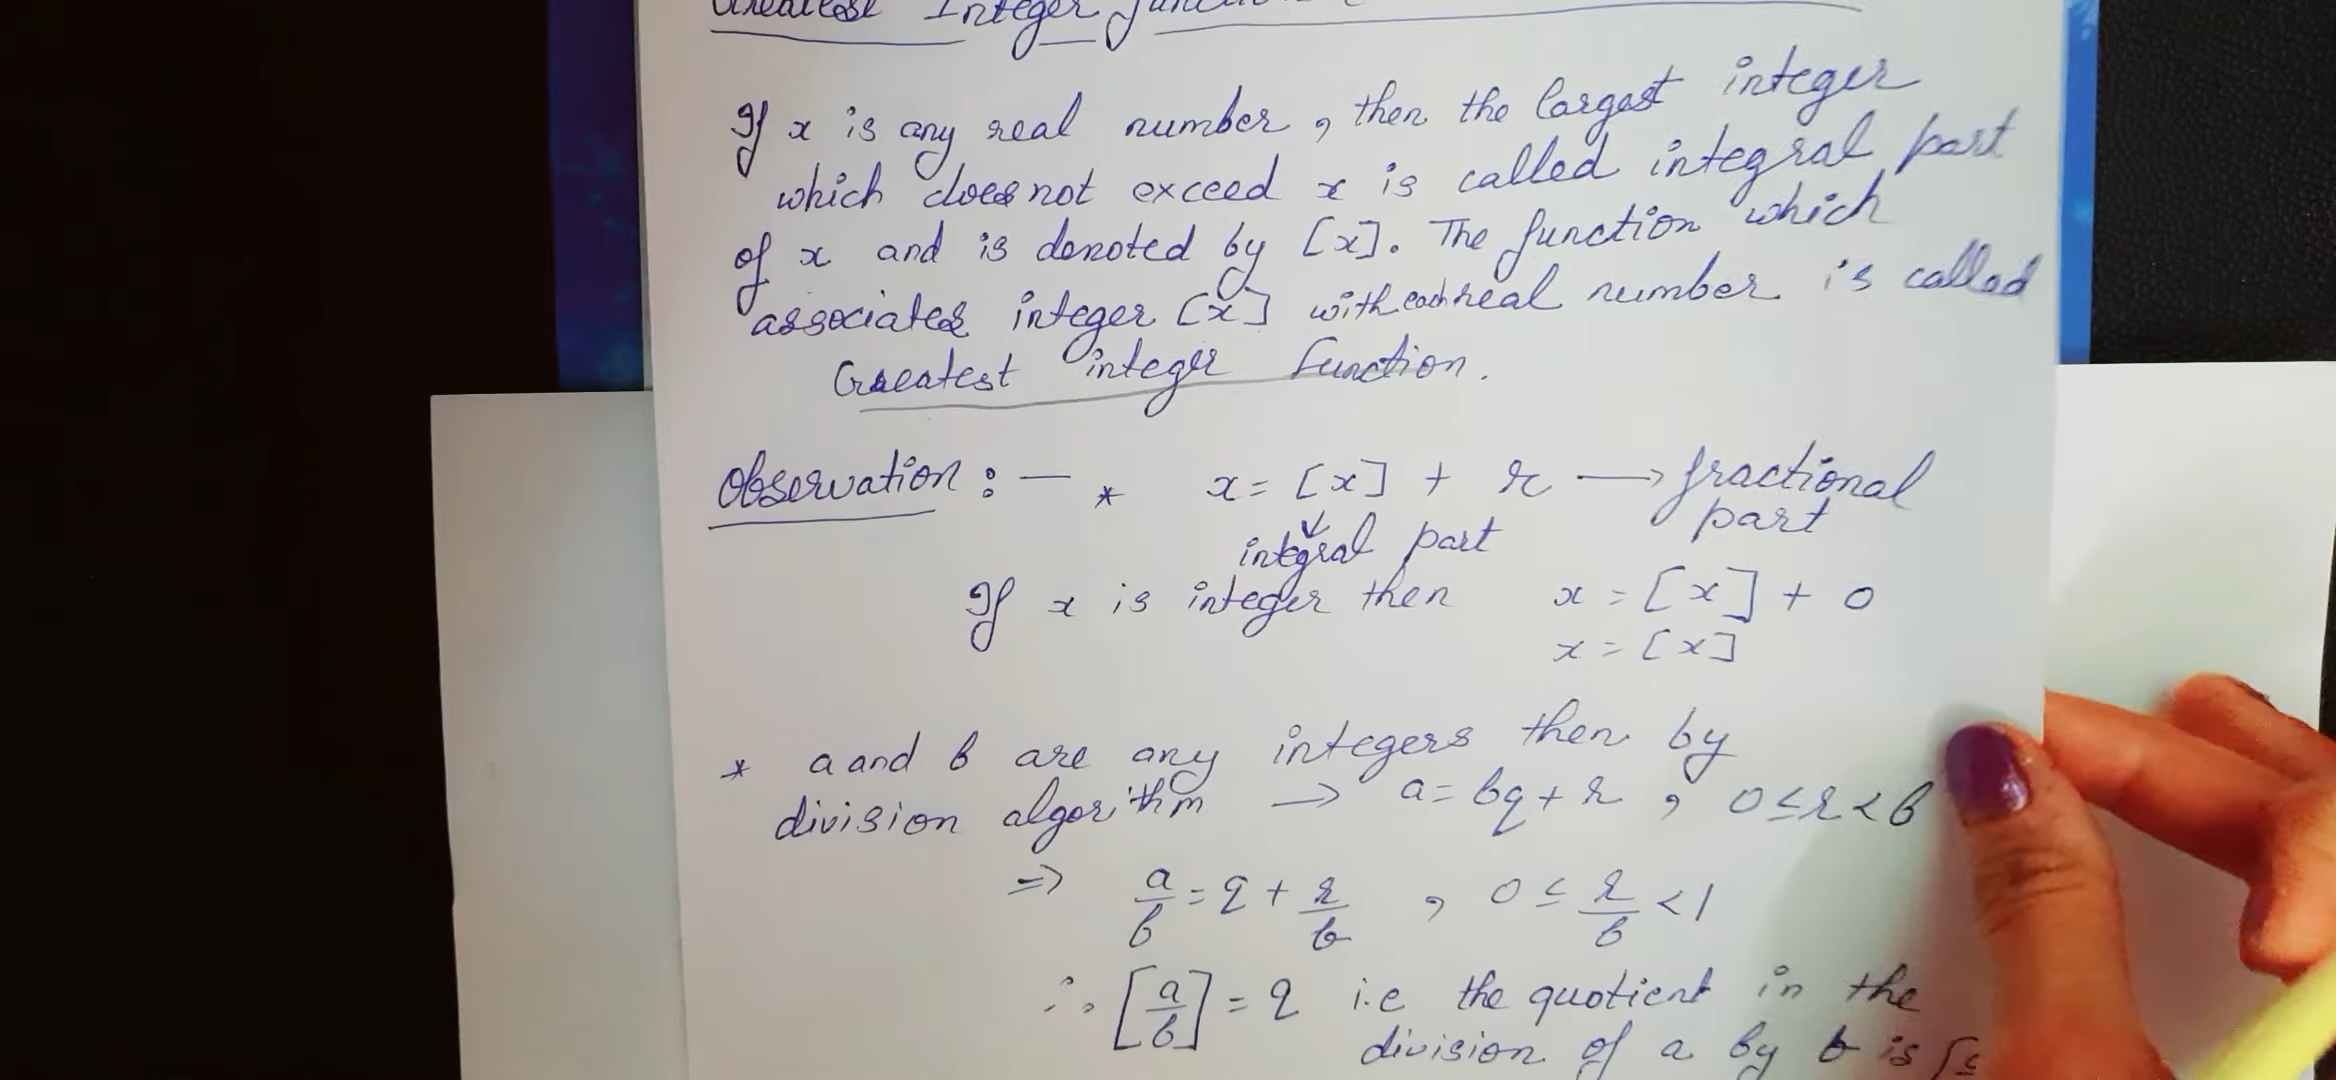 Greatest Integer function
If x is any real number, then the largest integer
which does not exceed x is called integral part
of x and is denoted by [x]. The function which
associates integer [x] with each real number is called
Greatest integer function.
Observation :- * x = [x] + r → fractional
part
↓
integral part
If x is integer then x = [x] + 0
x = [x]
* a and b are any integers then by
division algorithm → a = bq + r , 0 ≤ r < b
⇒ a/b = q + r/b , 0 ≤ r/b < 1
∴ [a/b] = q i.e the quotient in the
division of a by b is